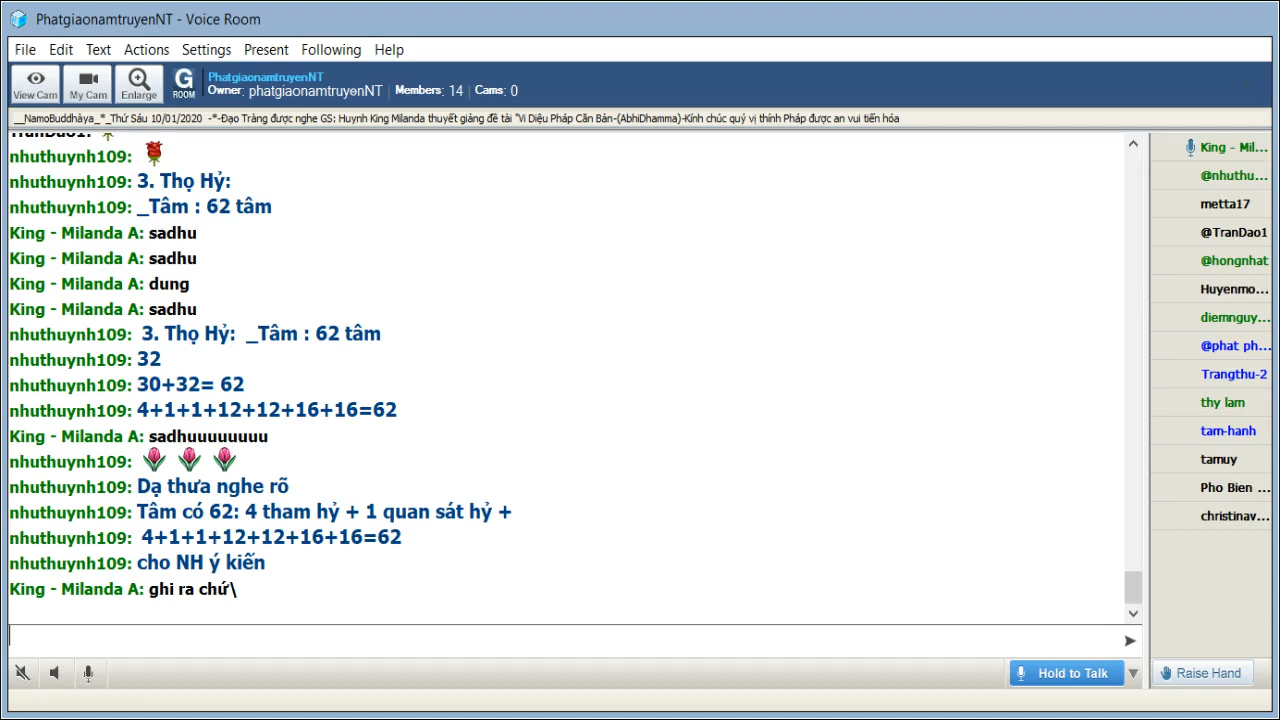 PhatgiaonamtruyenNT - Voice Room
File Edit Text Actions Settings Present Following Help
View Cam My Cam Enlarge G ROOM PhatgiaonamtruyenNT
Owner: phatgiaonamtruyenNT Members: 14 Cams: 0
__NamoBuddhàya_*_Thứ Sáu 10/01/2020 -*-Đạo Tràng được nghe GS: Huynh King Milanda thuyết giảng đề tài "Vi Diệu Pháp Căn Bản-(AbhiDhamma)-Kính chúc quý vị thính Pháp được an vui tiến hóa
TranDao1:
nhuthuynh109:
nhuthuynh109: 3. Thọ Hỷ:
nhuthuynh109: _Tâm : 62 tâm
King - Milanda A: sadhu
King - Milanda A: sadhu
King - Milanda A: dung
King - Milanda A: sadhu
nhuthuynh109: 3. Thọ Hỷ: _Tâm : 62 tâm
nhuthuynh109: 32
nhuthuynh109: 30+32= 62
nhuthuynh109: 4+1+1+12+12+16+16=62
King - Milanda A: sadhuuuuuuuu
nhuthuynh109:
nhuthuynh109: Dạ thưa nghe rõ
nhuthuynh109: Tâm có 62: 4 tham hỷ + 1 quan sát hỷ +
nhuthuynh109: 4+1+1+12+12+16+16=62
nhuthuynh109: cho NH ý kiến
King - Milanda A: ghi ra chứ\
King - Mil...
@nhuthu...
metta17
@TranDao1
@hongnhat
Huyenmo...
diemnguy...
@phat ph...
Trangthu-2
thy lam
tam-hanh
tamuy
Pho Bien ...
christinav...
Hold to Talk
Raise Hand